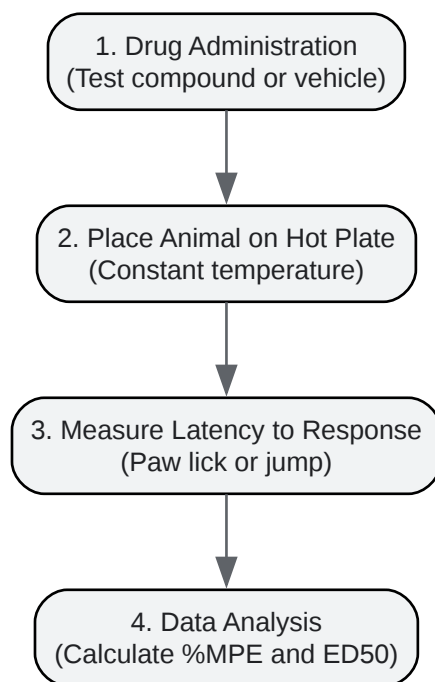 1. Drug Administration
(Test compound or vehicle)
2. Place Animal on Hot Plate
(Constant temperature)
3. Measure Latency to Response
(Paw lick or jump)
4. Data Analysis
(Calculate %MPE and ED50)